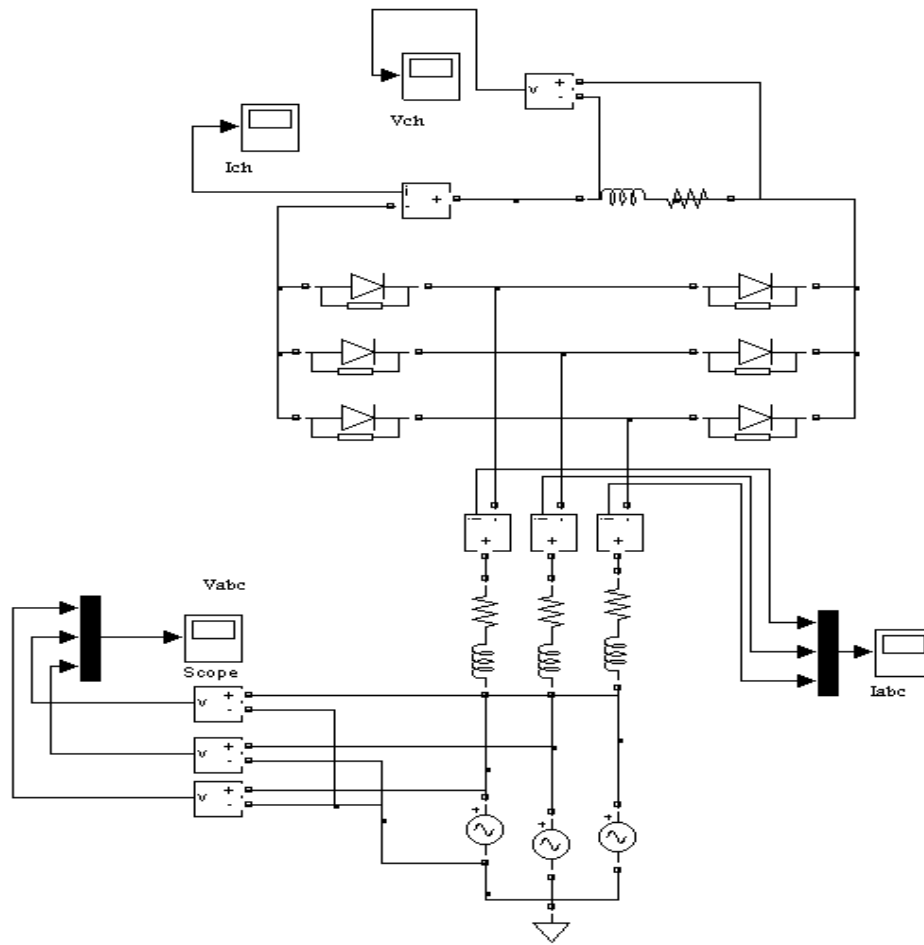 Vch
Ich
v
+
-
i
+
-
Vabc
Scope
Iabc
i
-
+
i
-
+
i
-
+
v
+
-
v
+
-
v
+
-
+
+
+